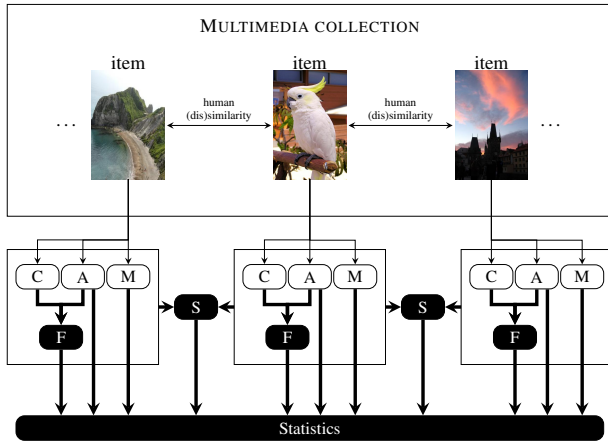 MULTIMEDIA COLLECTION
item item item
... human (dis)similarity human (dis)similarity ...
C A M C A M C A M
S S
F F F
Statistics